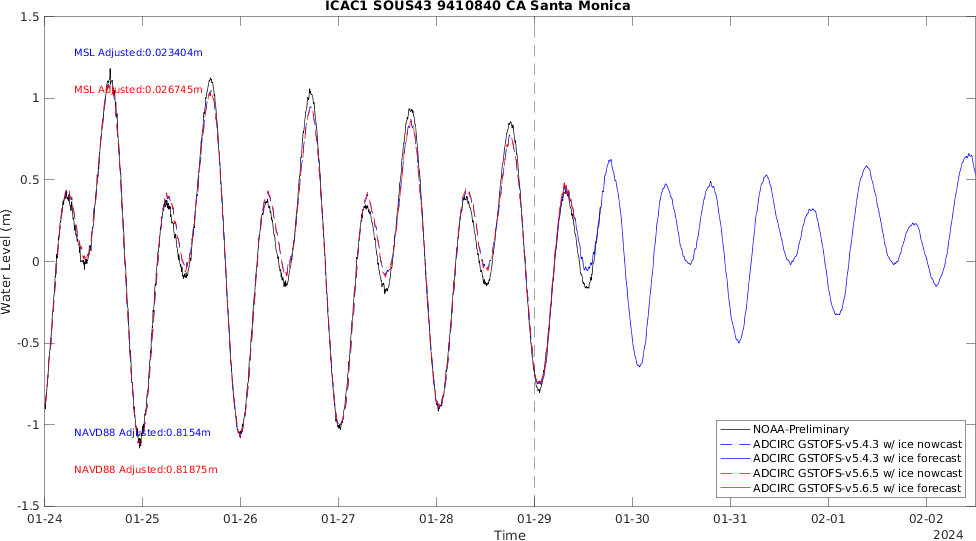 ICAC1 SOUS43 9410840 CA Santa Monica
MSL Adjusted:0.023404m
MSL Adjusted:0.026745m
NAVD88 Adjusted:0.8154m
NAVD88 Adjusted:0.81875m
Water Level (m)
1.5
1
0.5
0
-0.5
-1
-1.5
NOAA-Preliminary
ADCIRC GSTOFS-v5.4.3 w/ ice nowcast
ADCIRC GSTOFS-v5.4.3 w/ ice forecast
ADCIRC GSTOFS-v5.6.5 w/ ice nowcast
ADCIRC GSTOFS-v5.6.5 w/ ice forecast
01-24 01-25 01-26 01-27 01-28 01-29 01-30 01-31 02-01 02-02
Time
2024